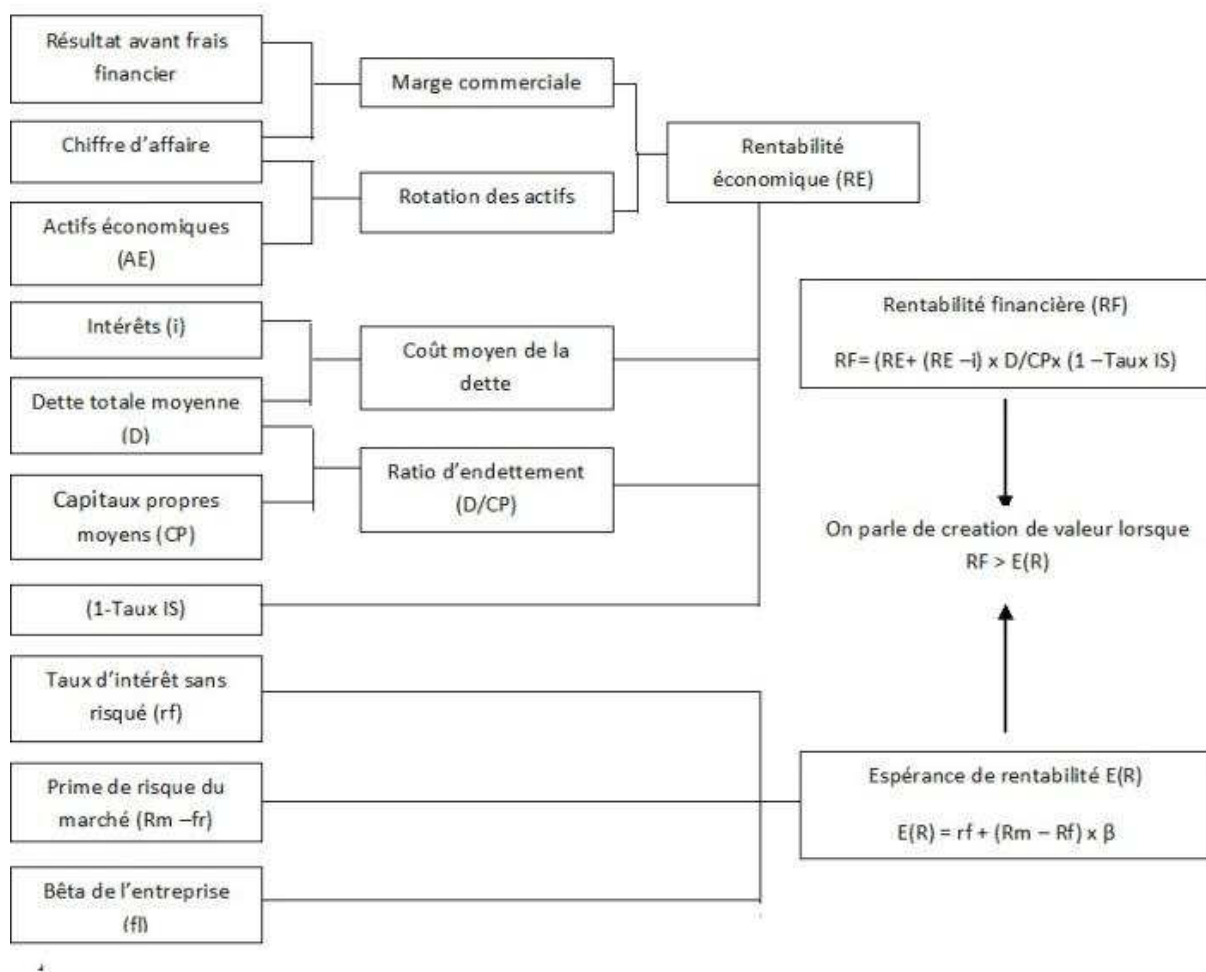 Résultat avant frais
financier
Chiffre d'affaire
Actifs économiques
(AE)
Intérêts (i)
Dette totale moyenne
(D)
Capitaux propres
moyens (CP)
(1-Taux IS)
Taux d'intérêt sans
risqué (rf)
Prime de risque du
marché (Rm –fr)
Bêta de l'entreprise
(fl)
Marge commerciale
Rotation des actifs
Coût moyen de la
dette
Ratio d'endettement
(D/CP)
Rentabilité
économique (RE)
Rentabilité financière (RF)
RF= (RE+ (RE –i) x D/CPx (1 –Taux IS)
On parle de creation de valeur lorsque
RF > E(R)
Espérance de rentabilité E(R)
E(R) = rf + (Rm – Rf) x β